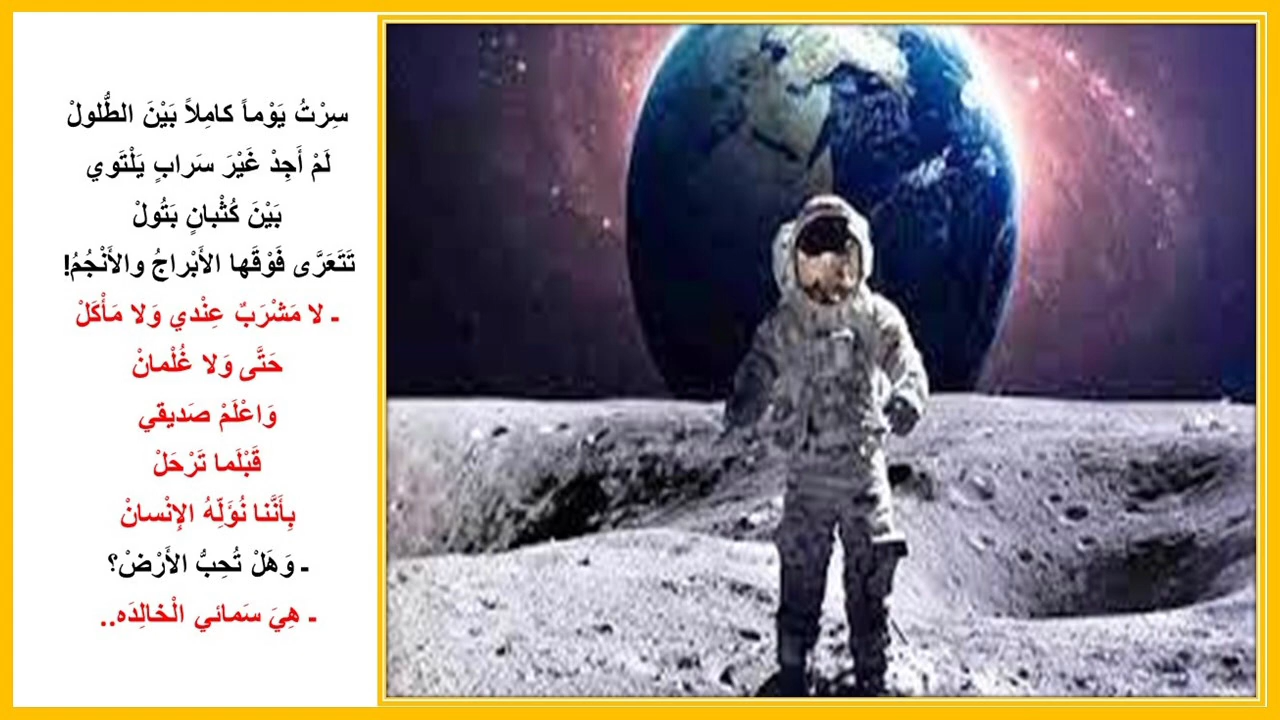 سِرْتُ يَوْماً كامِلاً بَيْنَ الطُّلولْ
لَمْ أَجِدْ غَيْرَ سَرابٍ يَلْتَوي
بَيْنَ كُثْبانٍ بَتُولْ
تَتَعَرَّى فَوْقَها الأَبْراجُ والأَنْجُمُ!
ـ لا مَشْرَبٌ عِنْدي وَلا مَأْكَلْ
حَتَّى وَلا غُلْمانْ
وَاعْلَمْ صَديقي
قَبْلَما تَرْحَلْ
بِأَنَّنا نُؤَلِّهُ الإِنْسانْ
ـ وَهَلْ تُحِبُّ الأَرْضْ؟
ـ هِيَ سَمائي الْخالِدَه..